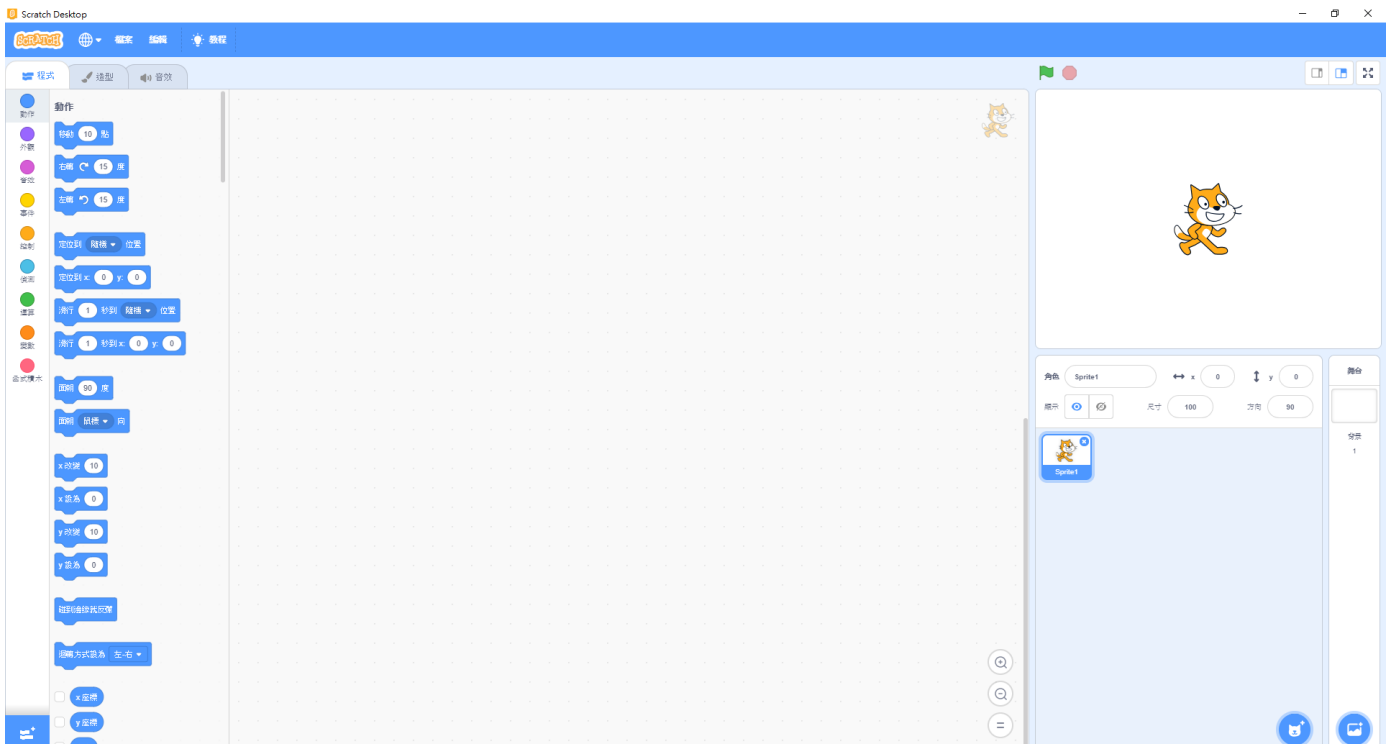 Scratch Desktop
SCRATCH 檔案 編輯 教程
程式 造型 音效
動作
外觀
音效
事件
控制
偵測
運算
變數
函式積木
動作
移動 10 點
右轉 15 度
左轉 15 度
定位到 隨機 位置
定位到 x: 0 y: 0
滑行 1 秒到 隨機 位置
滑行 1 秒到 x: 0 y: 0
面朝 90 度
面朝 鼠標 向
x 改變 10
x 設為 0
y 改變 10
y 設為 0
碰到邊緣就反彈
迴轉方式設為 左-右
x 座標
y 座標
角色 Sprite1 x 0 y 0
顯示 尺寸 100 方向 90
Sprite1
舞台
背景
1